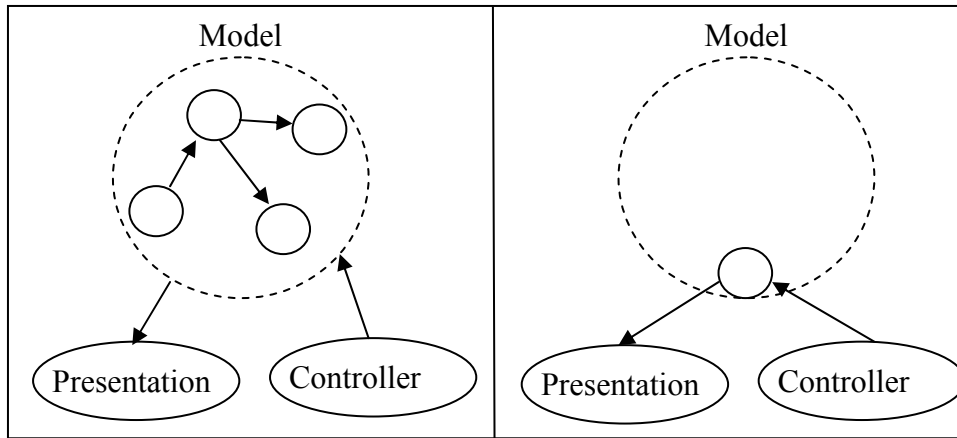 Model
Presentation
Controller
Model
Presentation
Controller